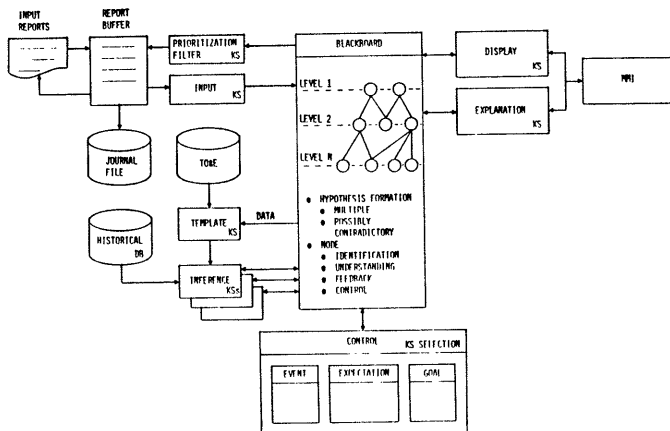 INPUT
REPORTS
REPORT
BUFFER
PRIORITIZATION
FILTER KS
INPUT
KS
JOURNAL
FILE
TO&E
TEMPLATE
KS
DATA
HISTORICAL
DB
INFERENCE
KSs
BLACKBOARD
LEVEL 1
LEVEL 2
LEVEL N
● HYPOTHESIS FORMATION
● MULTIPLE
● POSSIBLY
CONTRADICTORY
● NODE
● IDENTIFICATION
● UNDERSTANDING
● FEEDBACK
● CONTROL
DISPLAY
KS
EXPLANATION
KS
MMI
CONTROL KS SELECTION
EVENT
EXPECTATION
GOAL